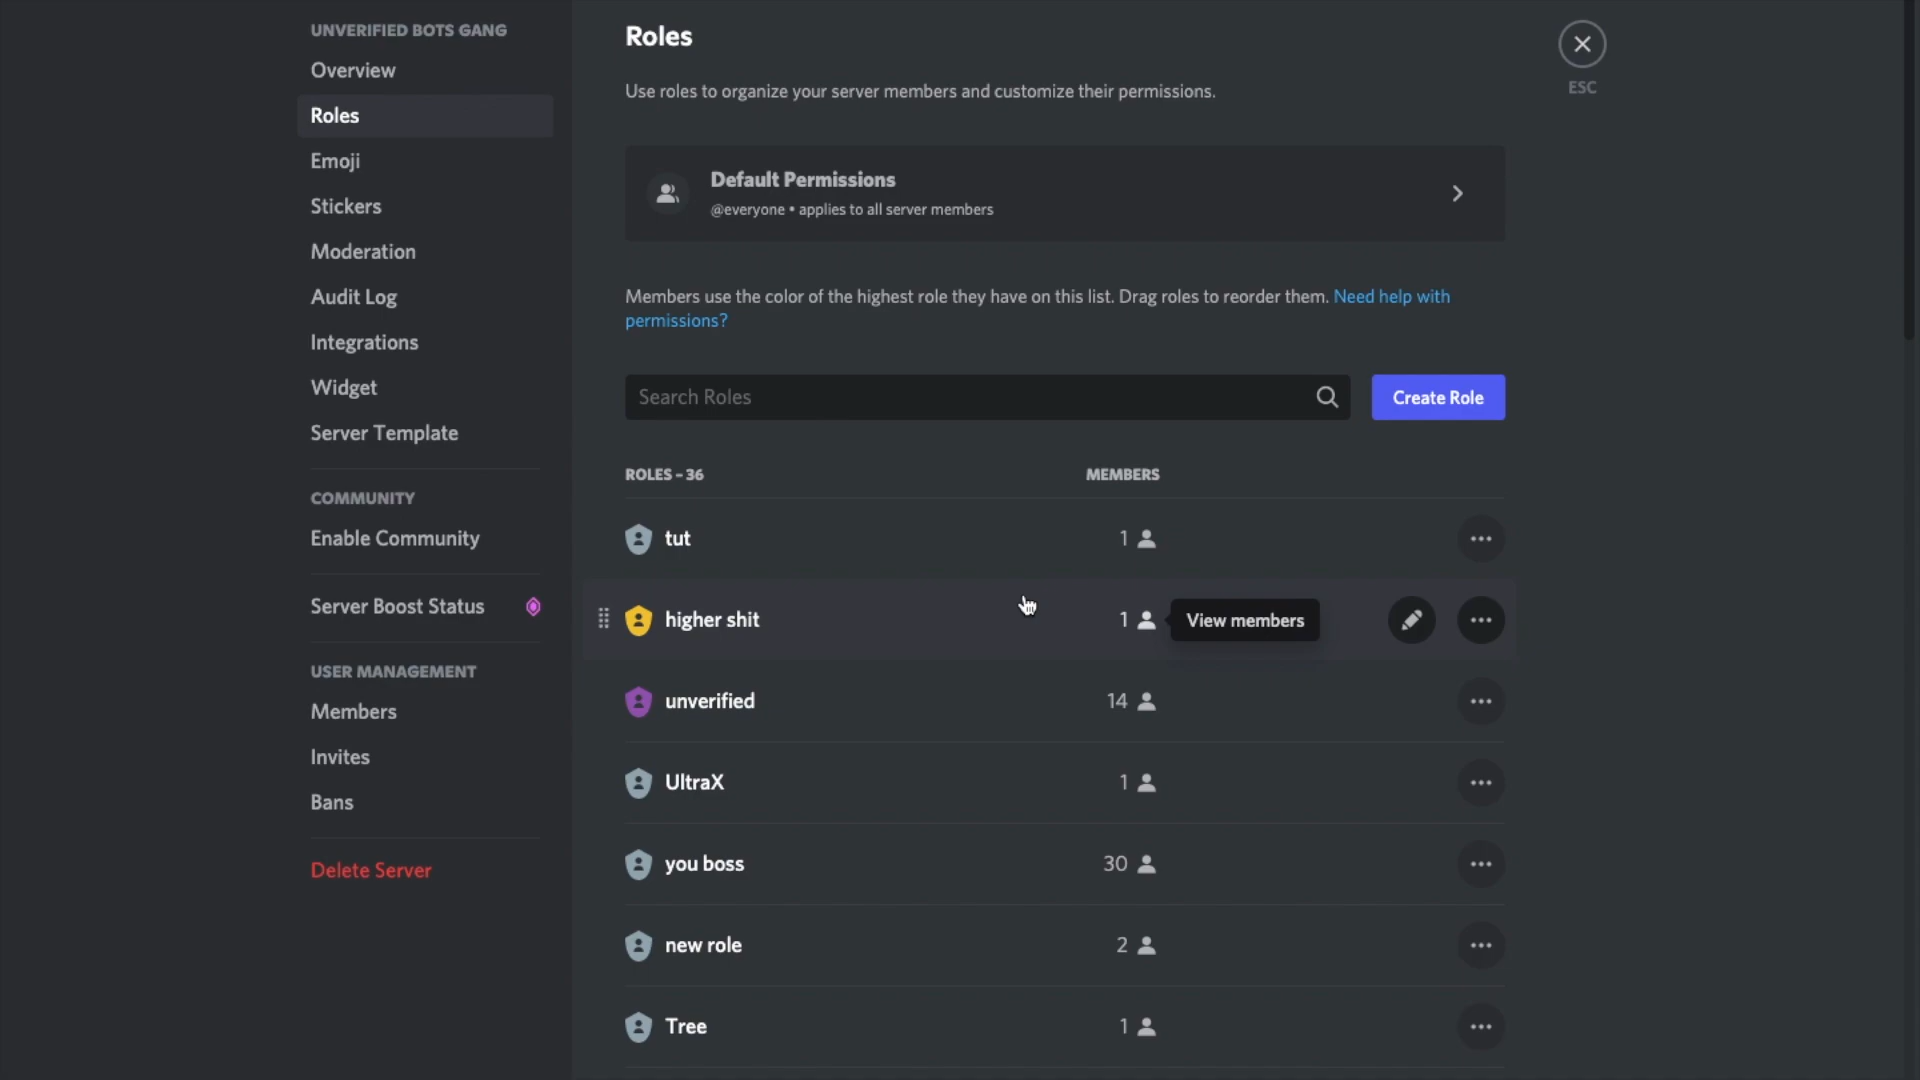 UNVERIFIED BOTS GANG
Overview
Roles
Emoji
Stickers
Moderation
Audit Log
Integrations
Widget
Server Template
COMMUNITY
Enable Community
Server Boost Status
USER MANAGEMENT
Members
Invites
Bans
Delete Server
Roles
Use roles to organize your server members and customize their permissions.
Default Permissions
@everyone • applies to all server members
Members use the color of the highest role they have on this list. Drag roles to reorder them. Need help with
permissions?
Search Roles
Create Role
ROLES – 36 MEMBERS
tut 1
higher shit 1 View members
unverified 14
UltraX 1
you boss 30
new role 2
Tree 1
ESC